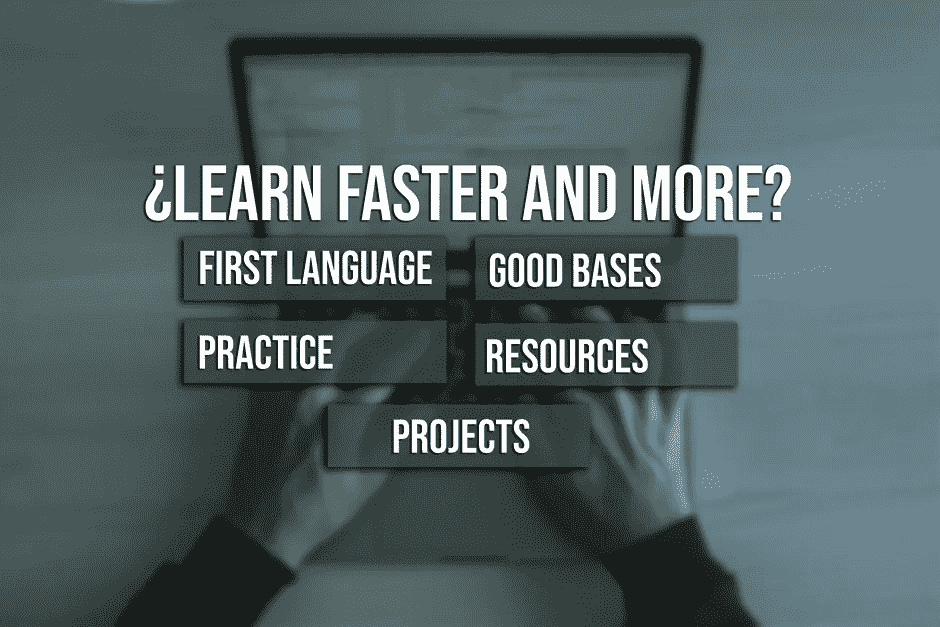 ¿LEARN FASTER AND MORE?
FIRST LANGUAGE
GOOD BASES
PRACTICE
RESOURCES
PROJECTS